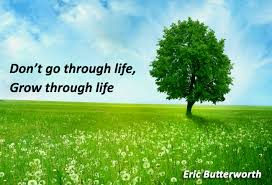 Don't go through life,
Grow through life
Eric Butterworth